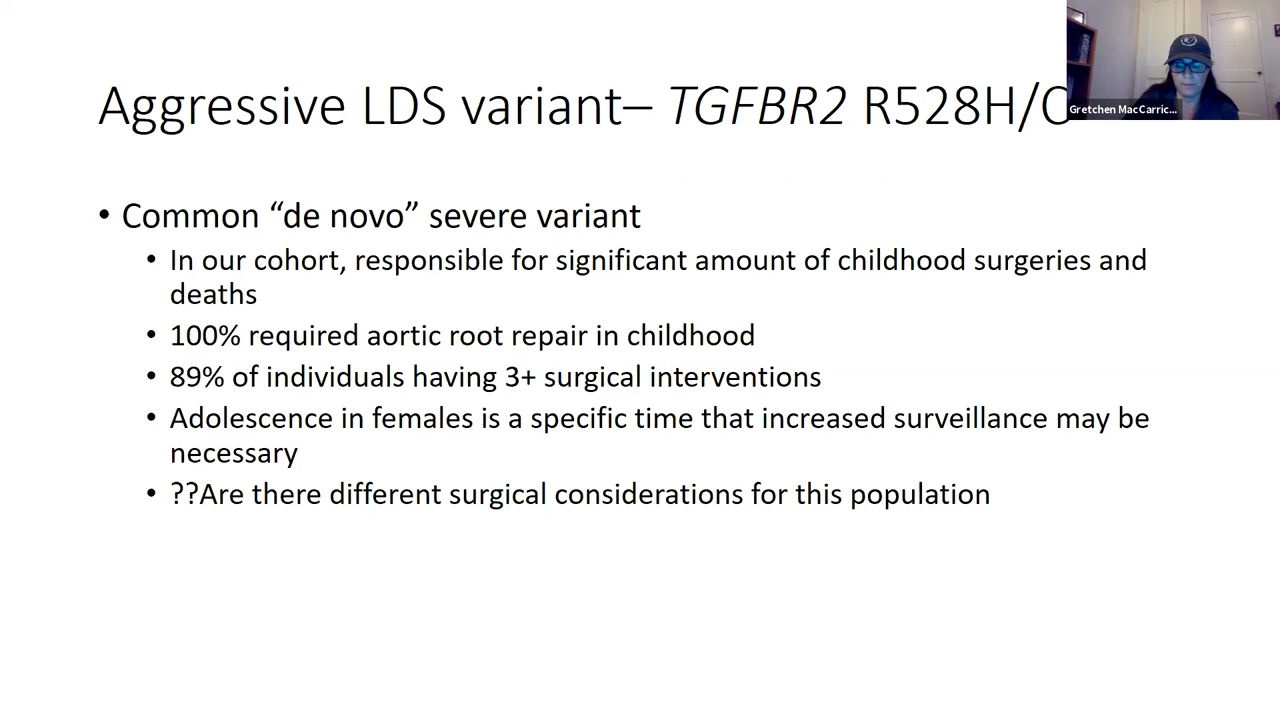 Aggressive LDS variant– TGFBR2 R528H/
Gretchen MacCarric...
• Common “de novo” severe variant
• In our cohort, responsible for significant amount of childhood surgeries and
deaths
• 100% required aortic root repair in childhood
• 89% of individuals having 3+ surgical interventions
• Adolescence in females is a specific time that increased surveillance may be
necessary
• ??Are there different surgical considerations for this population